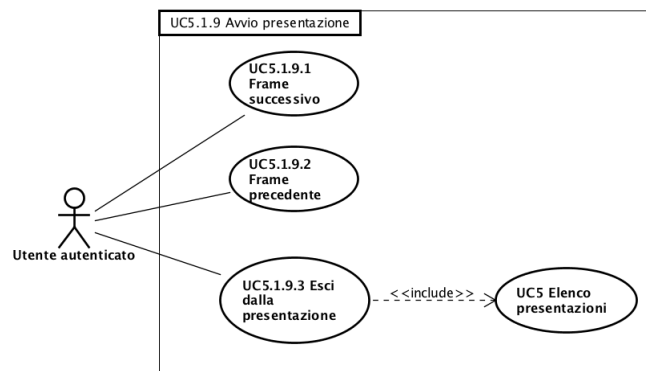 UC5.1.9 Avvio presentazione
UC5.1.9.1
Frame
successivo
UC5.1.9.2
Frame
precedente
Utente autenticato
UC5.1.9.3 Esci
dalla
presentazione
<<include>>
UC5 Elenco
presentazioni